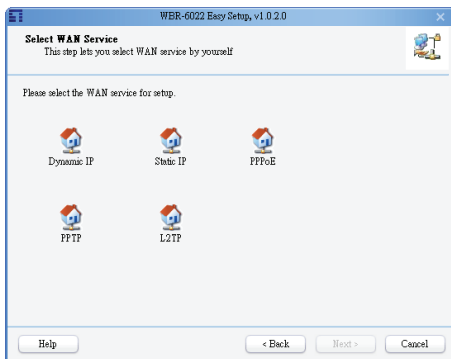 WBR-6022 Easy Setup, v1.0.2.0
Select WAN Service
This step lets you select WAN service by yourself
Please select the WAN service for setup.
Dynamic IP Static IP PPPoE
PPTP L2TP
Help < Back Next > Cancel